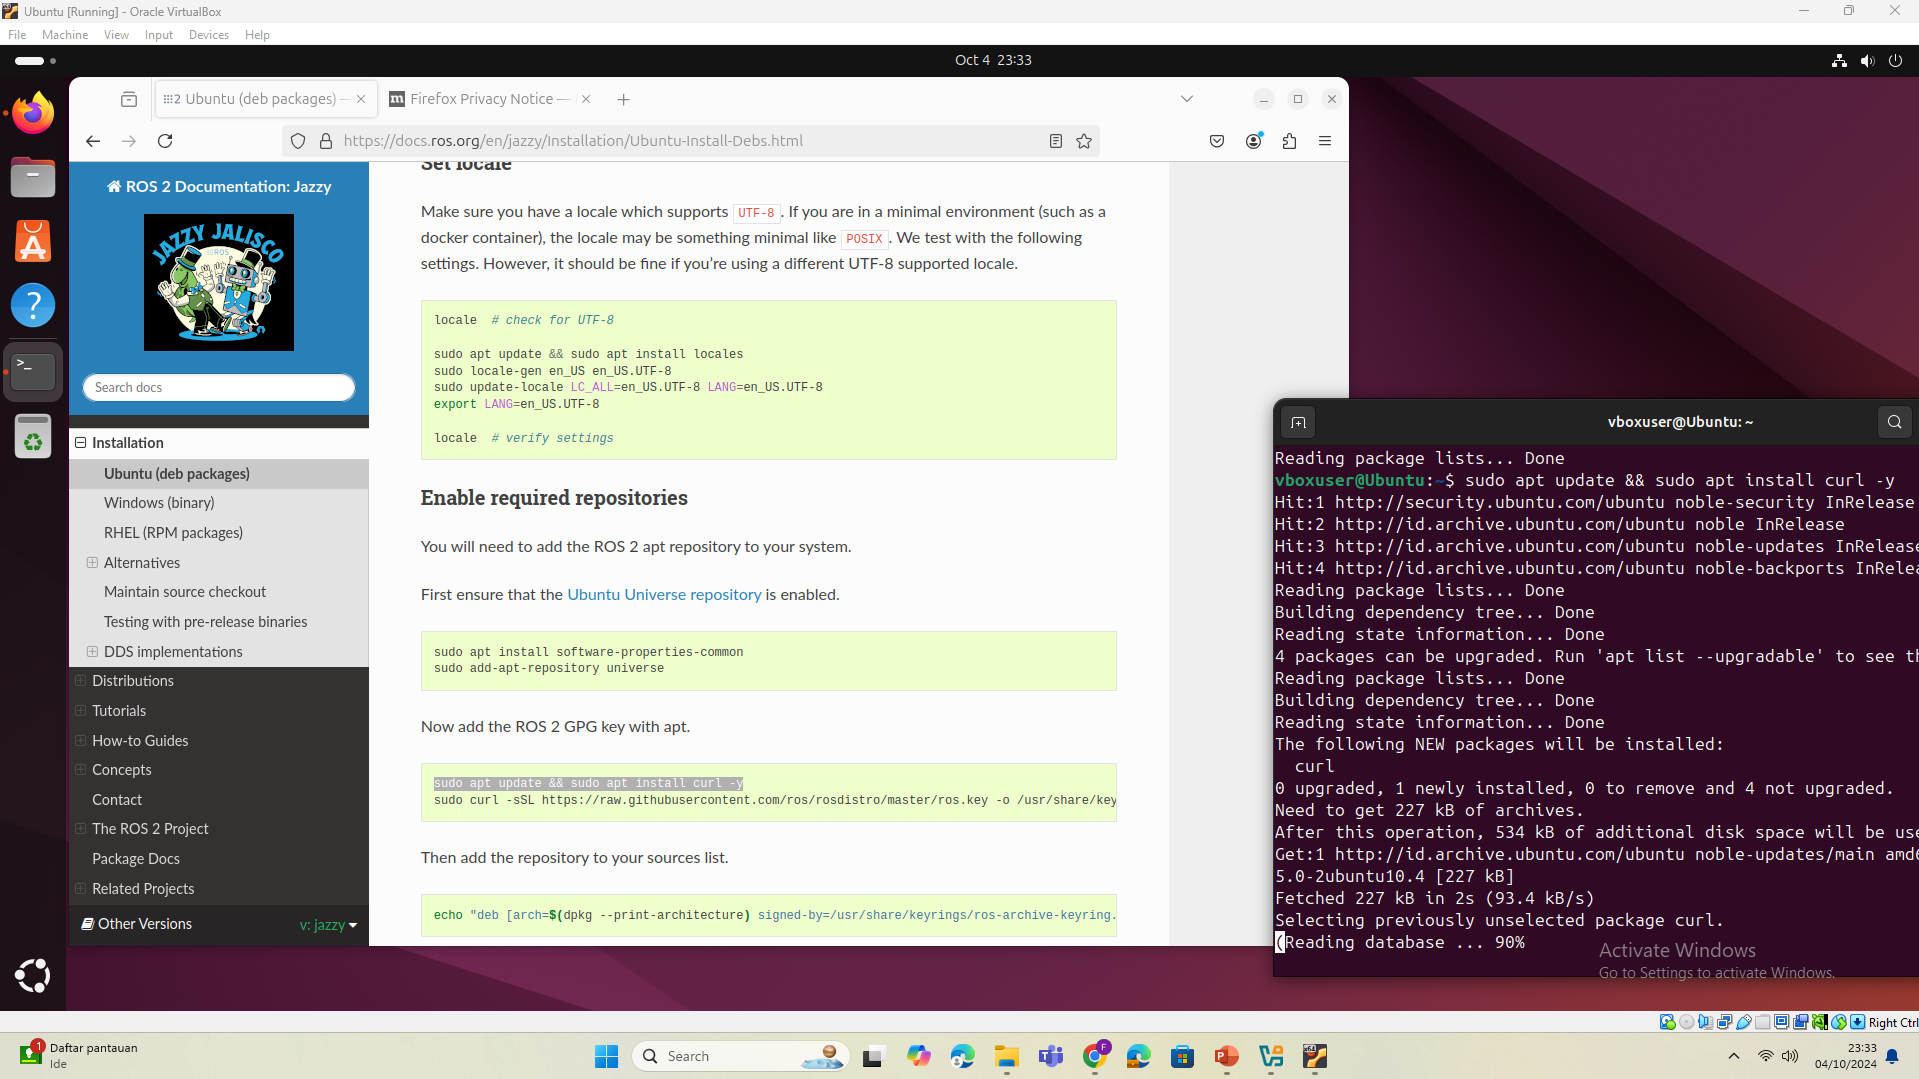 Ubuntu [Running] - Oracle VirtualBox
File Machine View Input Devices Help
Oct 4 23:33
Ubuntu (deb packages) —
Firefox Privacy Notice —
https://docs.ros.org/en/jazzy/Installation/Ubuntu-Install-Debs.html
ROS 2 Documentation: Jazzy
JAZZY JALISCO
ROS
Search docs
Installation
Ubuntu (deb packages)
Windows (binary)
RHEL (RPM packages)
Alternatives
Maintain source checkout
Testing with pre-release binaries
DDS implementations
Distributions
Tutorials
How-to Guides
Concepts
Contact
The ROS 2 Project
Package Docs
Related Projects
Other Versions
v: jazzy
Set locale
Make sure you have a locale which supports UTF-8 . If you are in a minimal environment (such as a
docker container), the locale may be something minimal like POSIX . We test with the following
settings. However, it should be fine if you’re using a different UTF-8 supported locale.
locale # check for UTF-8
sudo apt update && sudo apt install locales
sudo locale-gen en_US en_US.UTF-8
sudo update-locale LC_ALL=en_US.UTF-8 LANG=en_US.UTF-8
export LANG=en_US.UTF-8
locale # verify settings
Enable required repositories
You will need to add the ROS 2 apt repository to your system.
First ensure that the Ubuntu Universe repository is enabled.
sudo apt install software-properties-common
sudo add-apt-repository universe
Now add the ROS 2 GPG key with apt.
sudo apt update && sudo apt install curl -y
sudo curl -sSL https://raw.githubusercontent.com/ros/rosdistro/master/ros.key -o /usr/share/key
Then add the repository to your sources list.
echo "deb [arch=$(dpkg --print-architecture) signed-by=/usr/share/keyrings/ros-archive-keyring.
vboxuser@Ubuntu: ~
Reading package lists... Done
vboxuser@Ubuntu:~$ sudo apt update && sudo apt install curl -y
Hit:1 http://security.ubuntu.com/ubuntu noble-security InRelease
Hit:2 http://id.archive.ubuntu.com/ubuntu noble InRelease
Hit:3 http://id.archive.ubuntu.com/ubuntu noble-updates InRelease
Hit:4 http://id.archive.ubuntu.com/ubuntu noble-backports InRelea
Reading package lists... Done
Building dependency tree... Done
Reading state information... Done
4 packages can be upgraded. Run 'apt list --upgradable' to see th
Reading package lists... Done
Building dependency tree... Done
Reading state information... Done
The following NEW packages will be installed:
curl
0 upgraded, 1 newly installed, 0 to remove and 4 not upgraded.
Need to get 227 kB of archives.
After this operation, 534 kB of additional disk space will be use
Get:1 http://id.archive.ubuntu.com/ubuntu noble-updates/main amd6
5.0-2ubuntu10.4 [227 kB]
Fetched 227 kB in 2s (93.4 kB/s)
Selecting previously unselected package curl.
(Reading database ... 90%
Activate Windows
Go to Settings to activate Windows.
Right Ctrl
1
Daftar pantauan
Ide
Search
F
23:33
04/10/2024